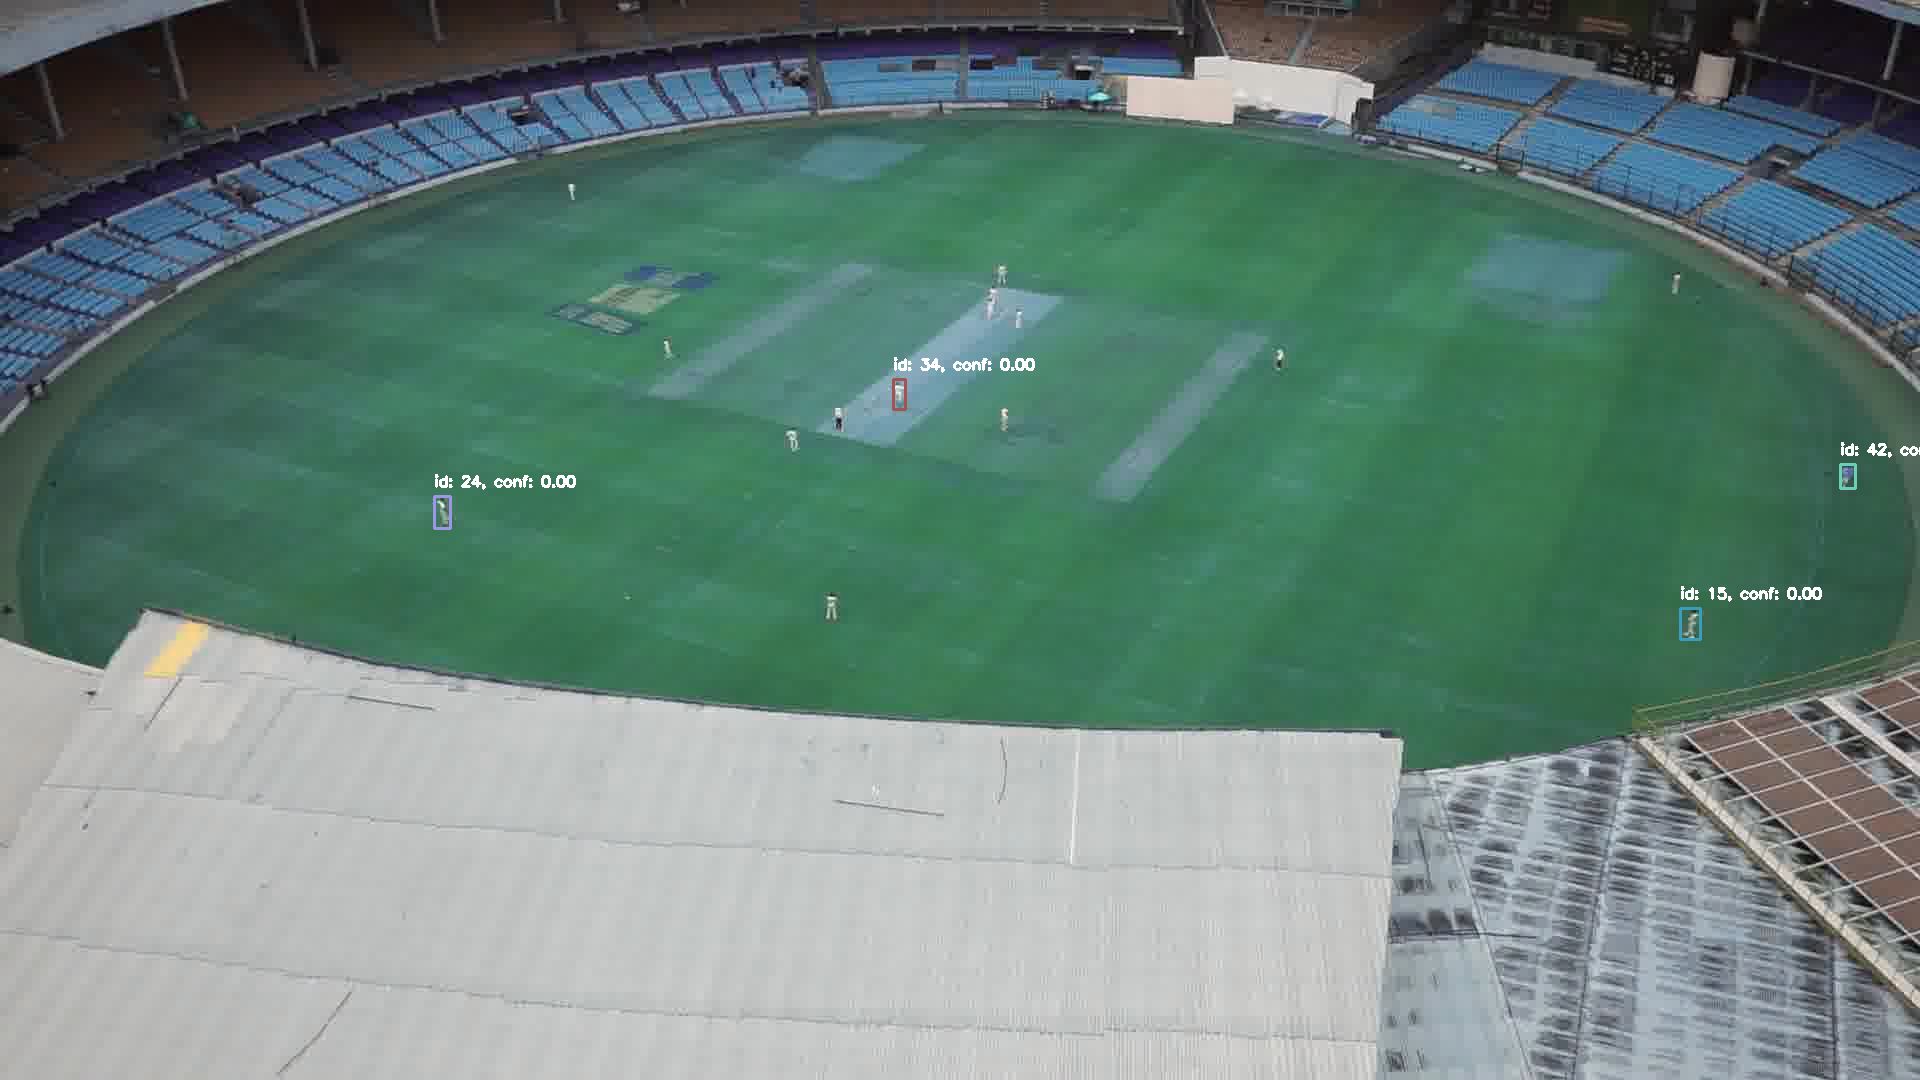 id: 34, conf: 0.00
id: 42, co
id: 24, conf: 0.00
id: 15, conf: 0.00